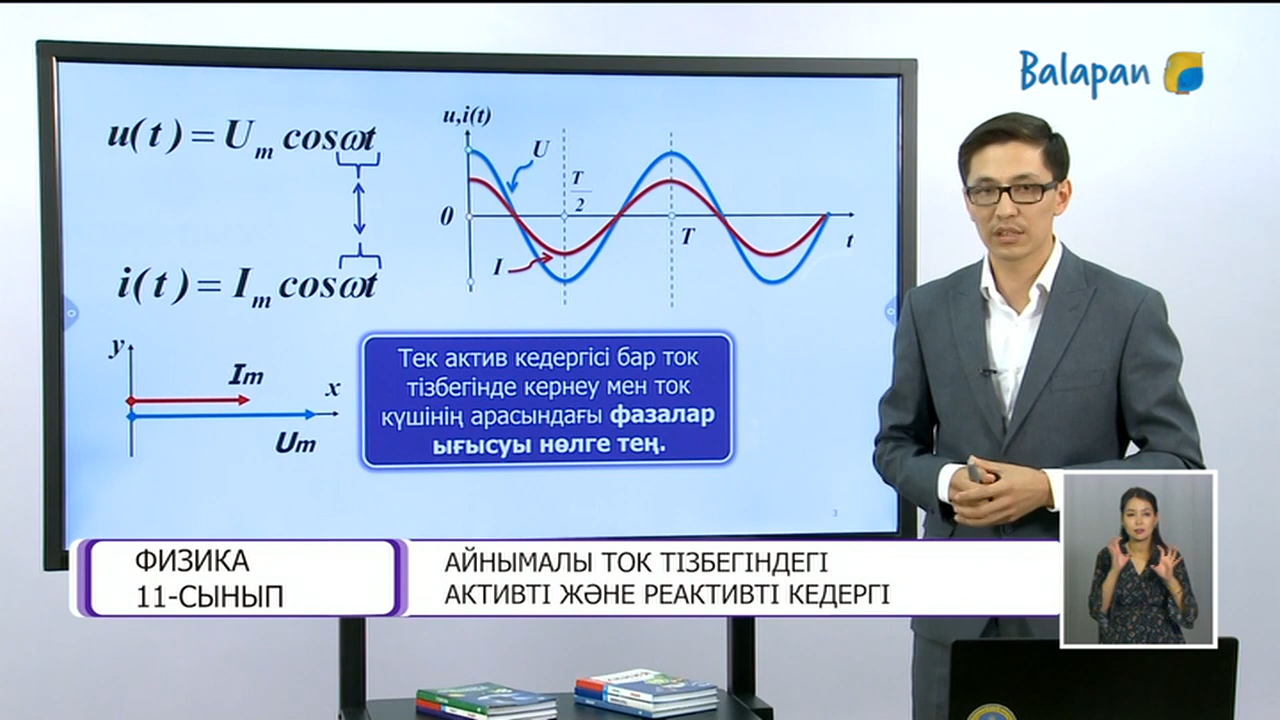 Balapan
u(t) = Um cosωt
i(t) = Im cosωt
u,i(t)
U
T
2
0
I
T
t
y
Im
x
Um
Тек актив кедергісі бар ток
тізбегінде кернеу мен ток
күшінің арасындағы фазалар
ығысуы нөлге тең.
3
ФИЗИКА
11-СЫНЫП
АЙНЫМАЛЫ ТОК ТІЗБЕГІНДЕГІ
АКТИВТІ ЖӘНЕ РЕАКТИВТІ КЕДЕРГІ